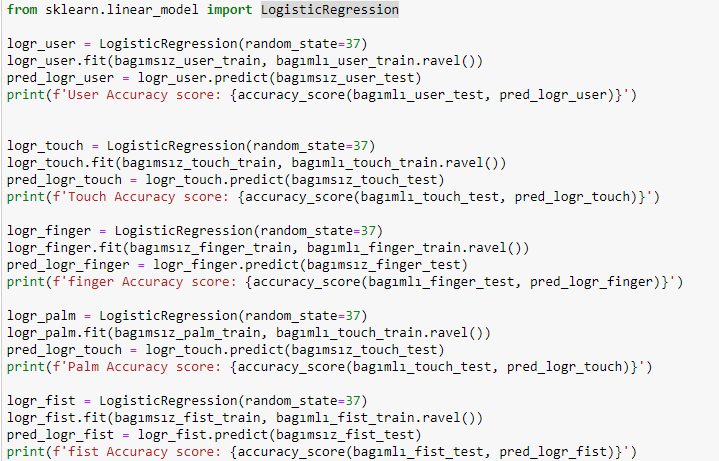 from sklearn.linear_model import LogisticRegression
logr_user = LogisticRegression(random_state=37)
logr_user.fit(bagımsız_user_train, bagımlı_user_train.ravel())
pred_logr_user = logr_user.predict(bagımsız_user_test)
print(f'User Accuracy score: {accuracy_score(bagımlı_user_test, pred_logr_user)}')
logr_touch = LogisticRegression(random_state=37)
logr_touch.fit(bagımsız_touch_train, bagımlı_touch_train.ravel())
pred_logr_touch = logr_touch.predict(bagımsız_touch_test)
print(f'Touch Accuracy score: {accuracy_score(bagımlı_touch_test, pred_logr_touch)}')
logr_finger = LogisticRegression(random_state=37)
logr_finger.fit(bagımsız_finger_train, bagımlı_finger_train.ravel())
pred_logr_finger = logr_finger.predict(bagımsız_finger_test)
print(f'finger Accuracy score: {accuracy_score(bagımlı_finger_test, pred_logr_finger)}')
logr_palm = LogisticRegression(random_state=37)
logr_palm.fit(bagımsız_palm_train, bagımlı_touch_train.ravel())
pred_logr_touch = logr_touch.predict(bagımsız_touch_test)
print(f'Palm Accuracy score: {accuracy_score(bagımlı_touch_test, pred_logr_touch)}')
logr_fist = LogisticRegression(random_state=37)
logr_fist.fit(bagımsız_fist_train, bagımlı_fist_train.ravel())
pred_logr_fist = logr_fist.predict(bagımsız_fist_test)
print(f'fist Accuracy score: {accuracy_score(bagımlı_fist_test, pred_logr_fist)}')